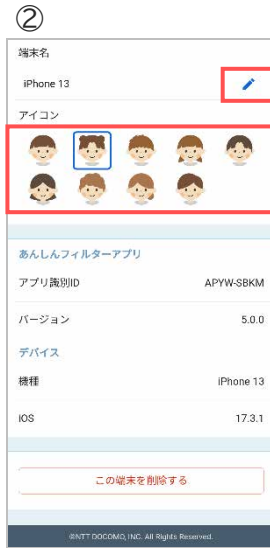 ②
端末名
iPhone 13
アイコン
あんしんフィルターアプリ
アプリ識別ID APYW-SBKM
バージョン 5.0.0
デバイス
機種 iPhone 13
iOS 17.3.1
この端末を削除する
©NTT DOCOMO, INC. All Rights Reserved.